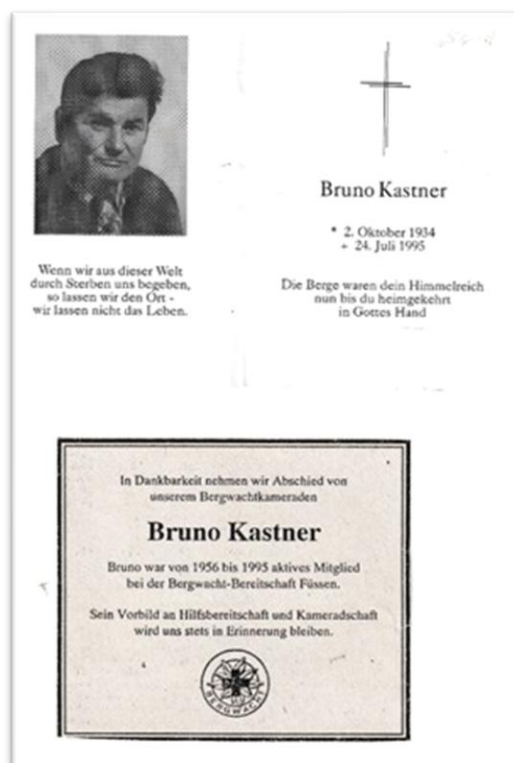 Wenn wir aus dieser Welt
durch Sterben uns begeben,
so lassen wir den Ort -
wir lassen nicht das Leben.
Bruno Kastner
* 2. Oktober 1934
+ 24. Juli 1995
Die Berge waren dein Himmelreich
nun bis du heimgekehrt
in Gottes Hand
In Dankbarkeit nehmen wir Abschied von
unserem Bergwachtkameraden
Bruno Kastner
Bruno war von 1956 bis 1995 aktives Mitglied
bei der Bergwacht-Bereitschaft Füssen.
Sein Vorbild an Hilfsbereitschaft und Kameradschaft
wird uns stets in Erinnerung bleiben.
BERGWACHT